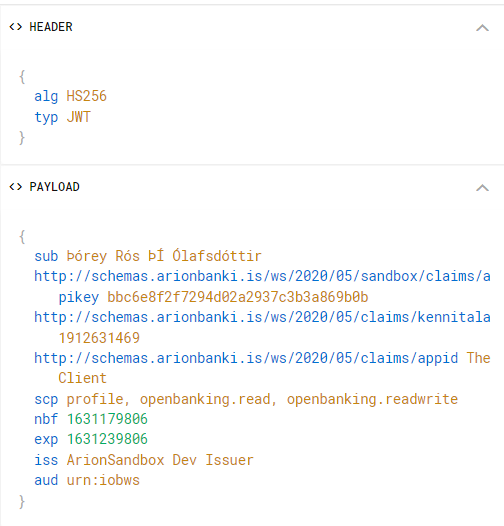 <> HEADER
{
alg HS256
typ JWT
}
<> PAYLOAD
{
sub Þórey Rós ÞÍ Ólafsdóttir
http://schemas.arionbanki.is/ws/2020/05/sandbox/claims/a
pikey bbc6e8f2f7294d02a2937c3b3a869b0b
http://schemas.arionbanki.is/ws/2020/05/claims/kennitala
1912631469
http://schemas.arionbanki.is/ws/2020/05/claims/appid The
Client
scp profile, openbanking.read, openbanking.readwrite
nbf 1631179806
exp 1631239806
iss ArionSandbox Dev Issuer
aud urn:iobws
}